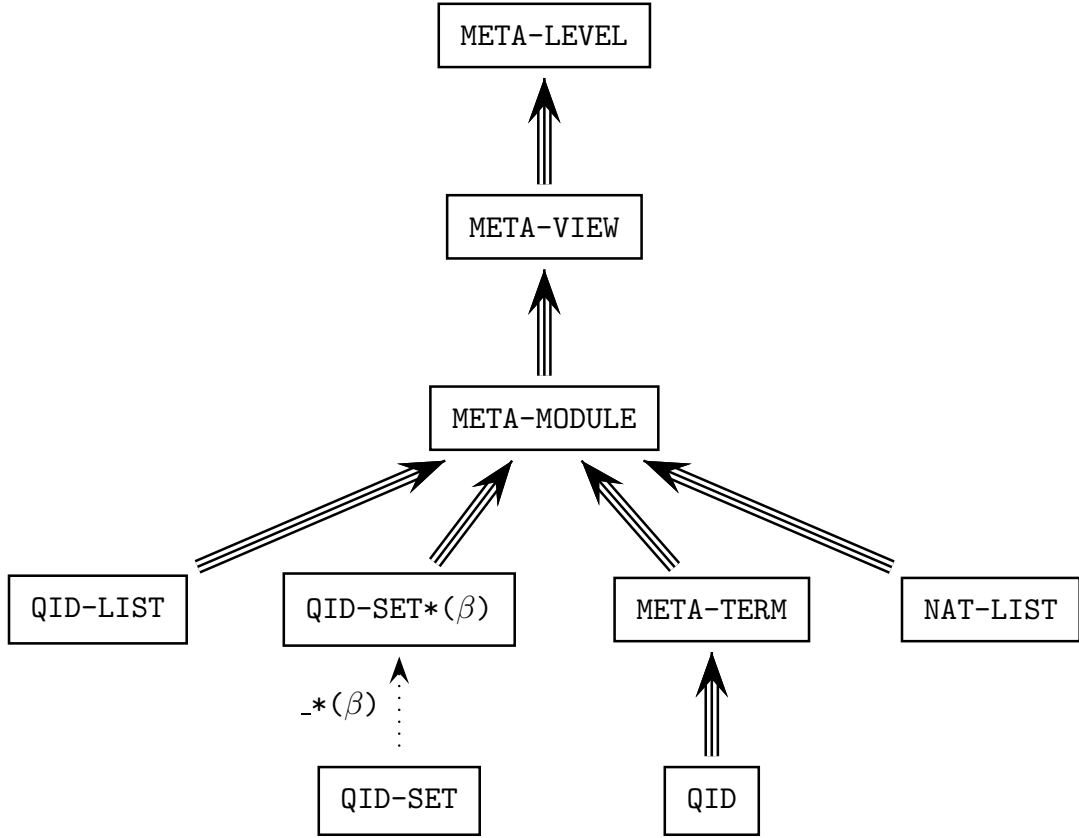 META-LEVEL
META-VIEW
META-MODULE
QID-LIST
QID-SET*(β)
META-TERM
NAT-LIST
_*(β)
QID-SET
QID